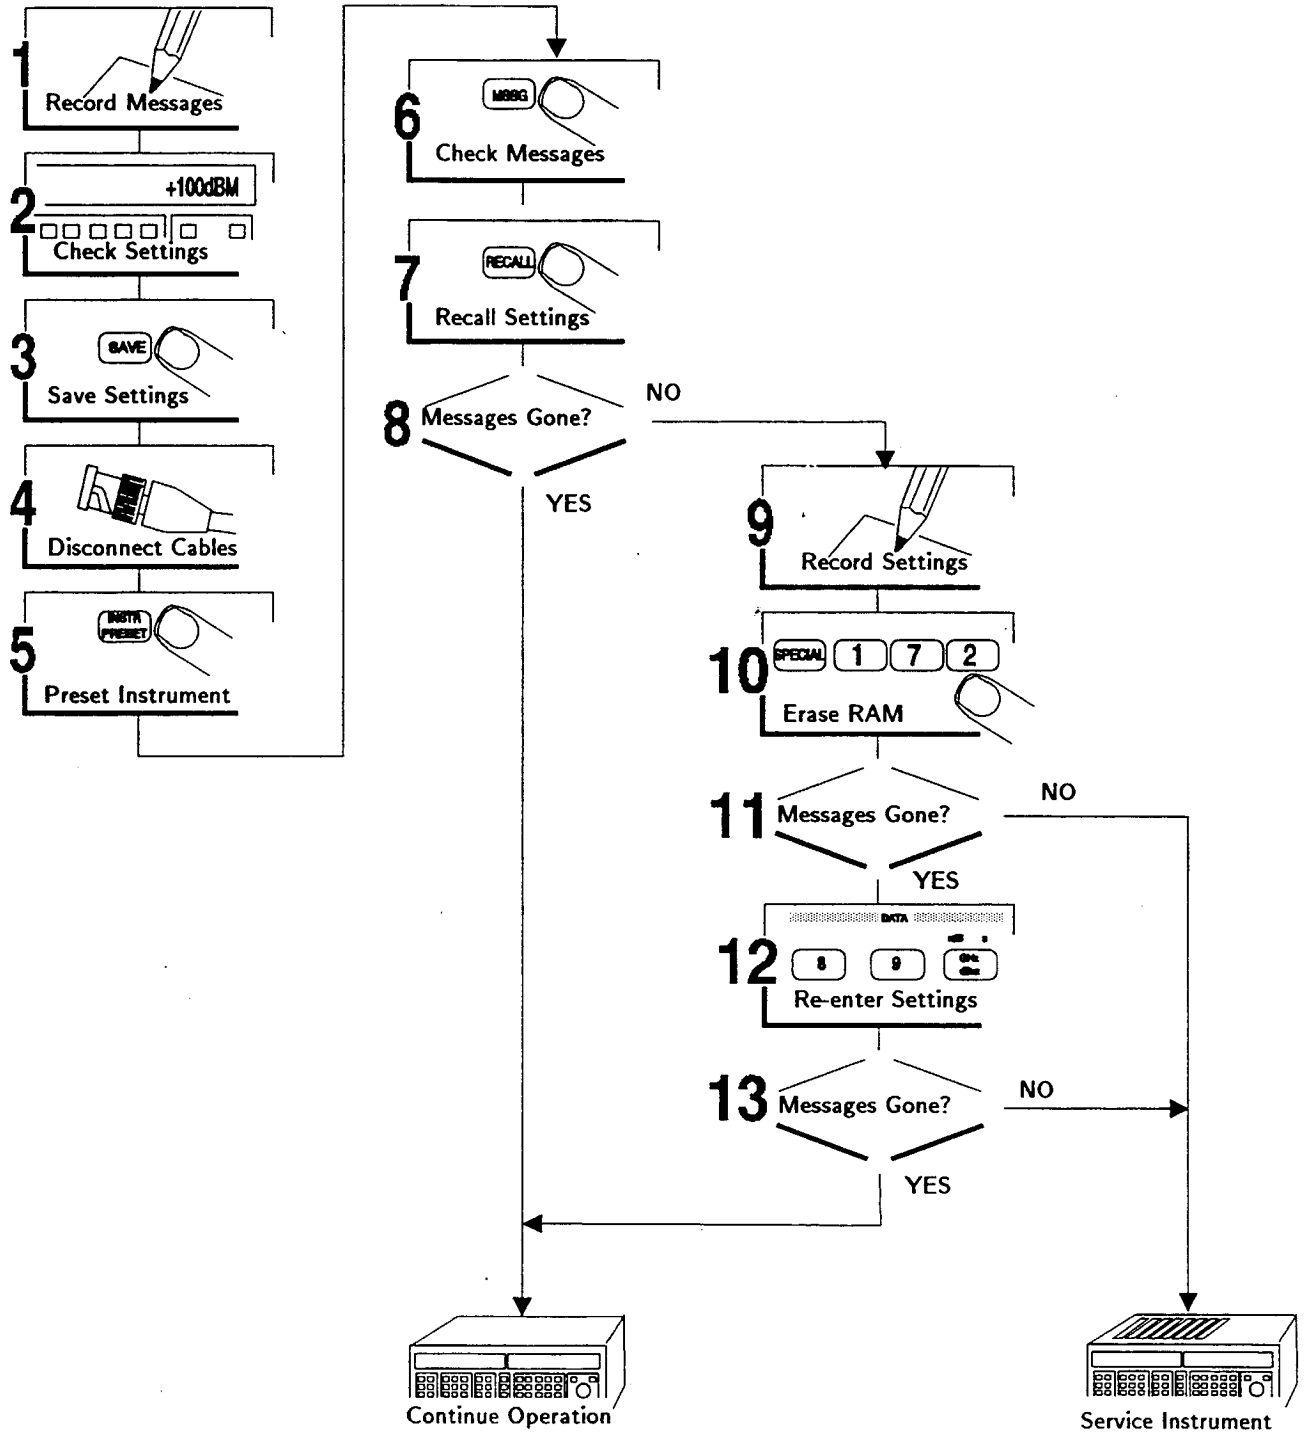 1
Record Messages
2
+100dBM
Check Settings
3
SAVE
Save Settings
4
Disconnect Cables
5
INSTR
PRESET
Preset Instrument
6
MSSG
Check Messages
7
RECALL
Recall Settings
8
Messages Gone?
NO
YES
9
Record Settings
10
SPECIAL 1 7 2
Erase RAM
11
Messages Gone?
NO
YES
12
DATA
8 9
GHz
Re-enter Settings
13
Messages Gone?
NO
YES
Continue Operation
Service Instrument